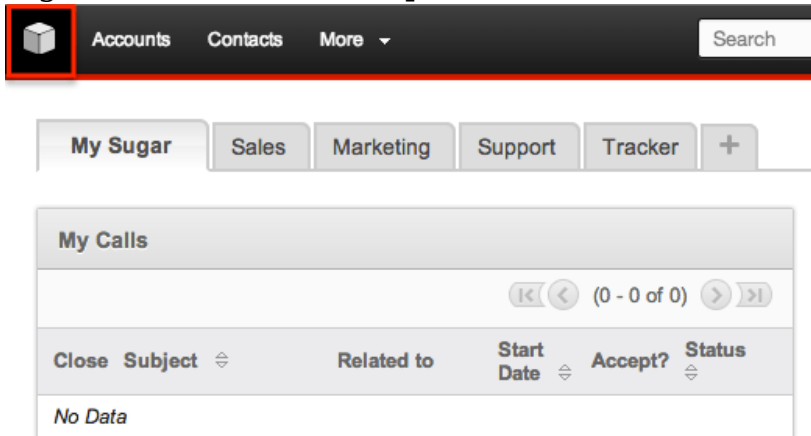 Accounts Contacts More Search
My Sugar Sales Marketing Support Tracker +
My Calls
(0 - 0 of 0)
Close Subject Related to Start Date Accept? Status
No Data